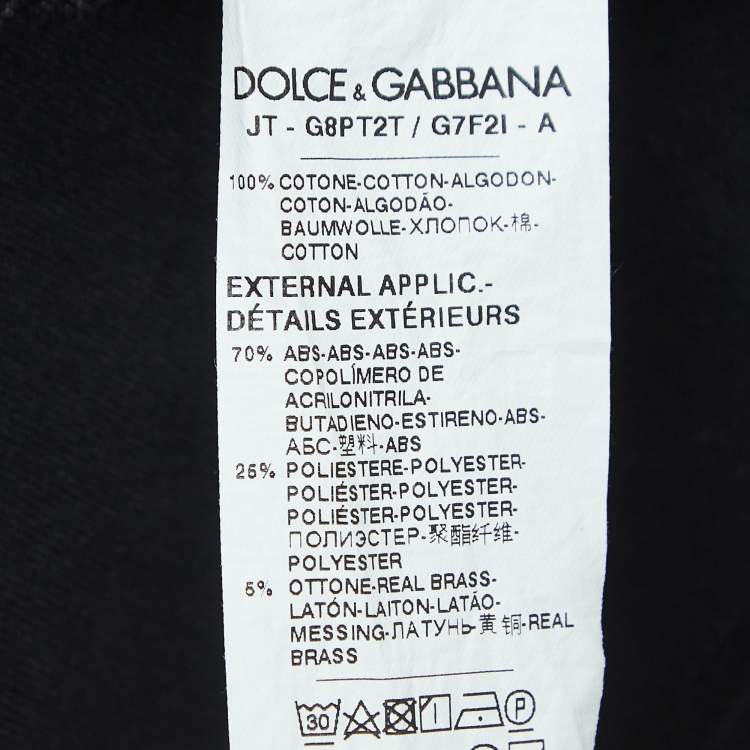 DOLCE & GABBANA
JT - G8PT2T / G7F2I - A
100% COTONE-COTTON-ALGODON-
COTON-ALGODÃO-
BAUMWOLLE-ХЛОПОК-棉-
COTTON
EXTERNAL APPLIC.-
DÉTAILS EXTÉRIEURS
70% ABS-ABS-ABS-ABS-
COPOLÍMERO DE
ACRILONITRILA-
BUTADIENO-ESTIRENO-ABS-
АБС-塑料-ABS
25% POLIESTERE-POLYESTER-
POLIÉSTER-POLYESTER-
POLIÉSTER-POLYESTER-
ПОЛИЭСТЕР-聚酯纤维-
POLYESTER
5% OTTONE-REAL BRASS-
LATÓN-LAITON-LATÃO-
MESSING-ЛАТУНЬ-黄铜-REAL
BRASS
30 P